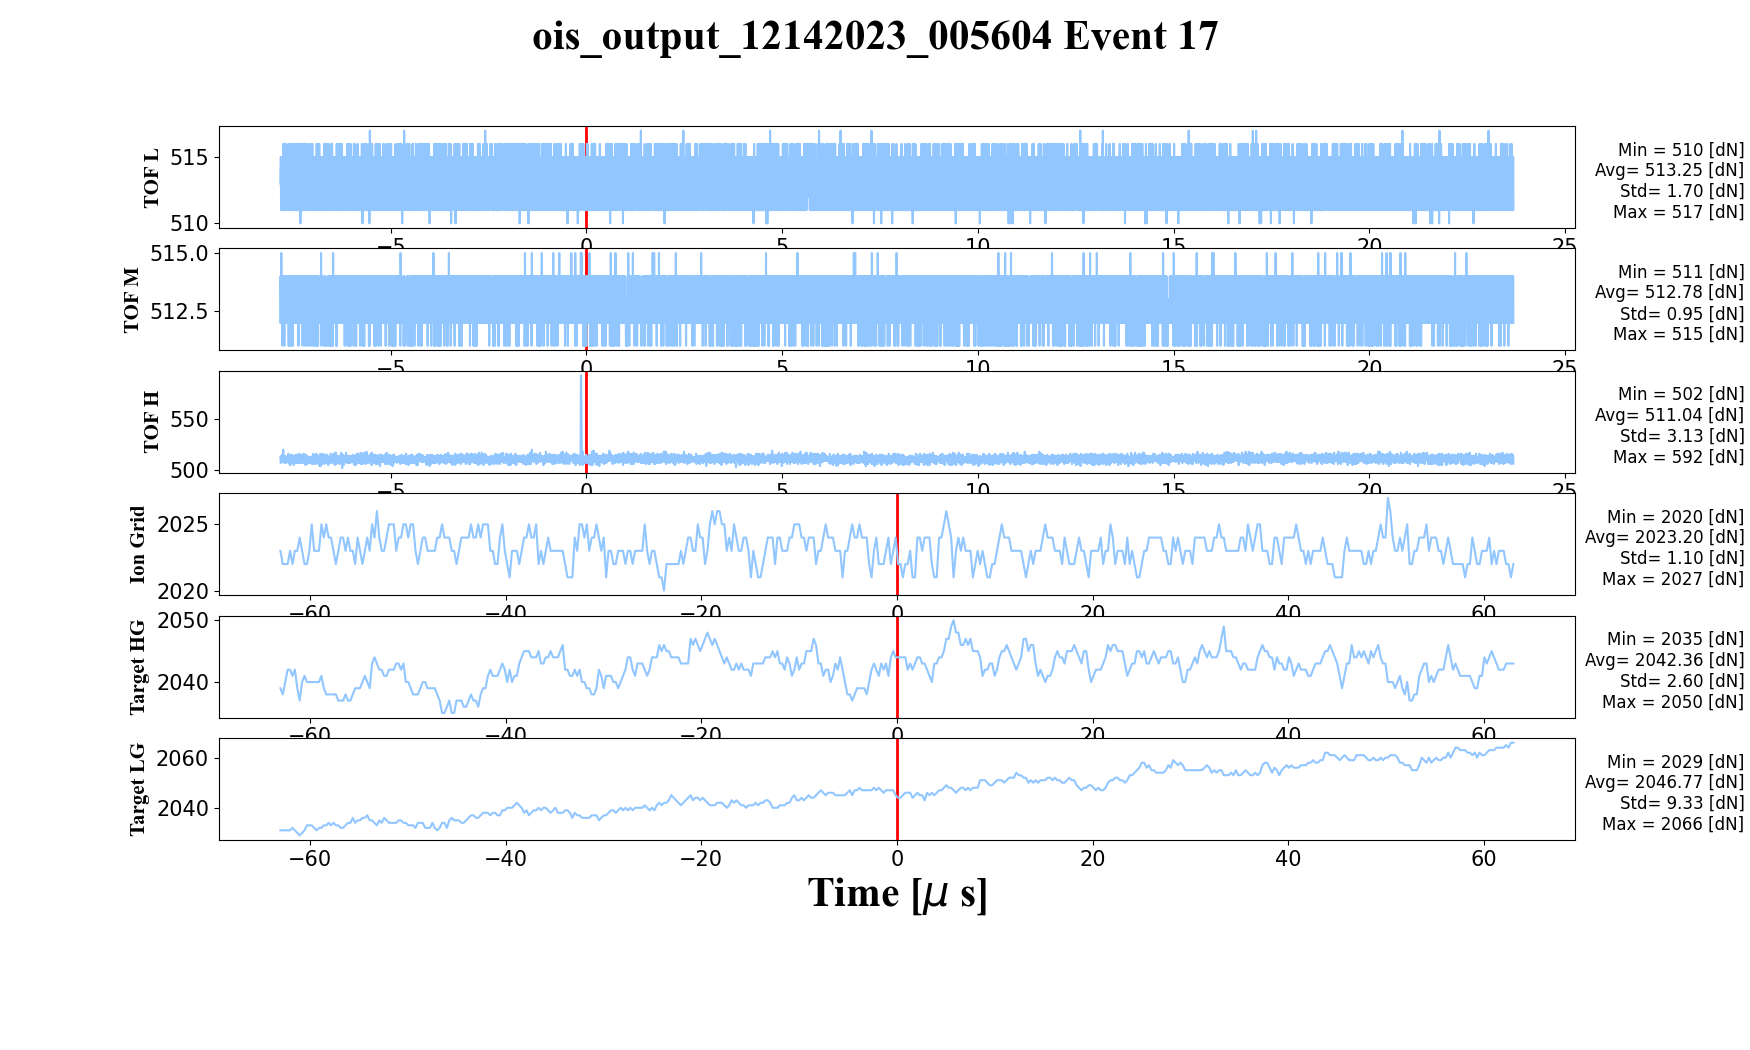 ois_output_12142023_005604 Event 17
TOF L
515
510
−5 0 5 10 15 20 25
Min = 510 [dN]
Avg= 513.25 [dN]
Std= 1.70 [dN]
Max = 517 [dN]
TOF M
515.0
512.5
−5 0 5 10 15 20 25
Min = 511 [dN]
Avg= 512.78 [dN]
Std= 0.95 [dN]
Max = 515 [dN]
TOF H
550
500
−5 0 5 10 15 20 25
Min = 502 [dN]
Avg= 511.04 [dN]
Std= 3.13 [dN]
Max = 592 [dN]
Ion Grid
2025
2020
−60 −40 −20 0 20 40 60
Min = 2020 [dN]
Avg= 2023.20 [dN]
Std= 1.10 [dN]
Max = 2027 [dN]
Target HG
2050
2040
−60 −40 −20 0 20 40 60
Min = 2035 [dN]
Avg= 2042.36 [dN]
Std= 2.60 [dN]
Max = 2050 [dN]
Target LG
2060
2040
−60 −40 −20 0 20 40 60
Min = 2029 [dN]
Avg= 2046.77 [dN]
Std= 9.33 [dN]
Max = 2066 [dN]
Time [μ s]